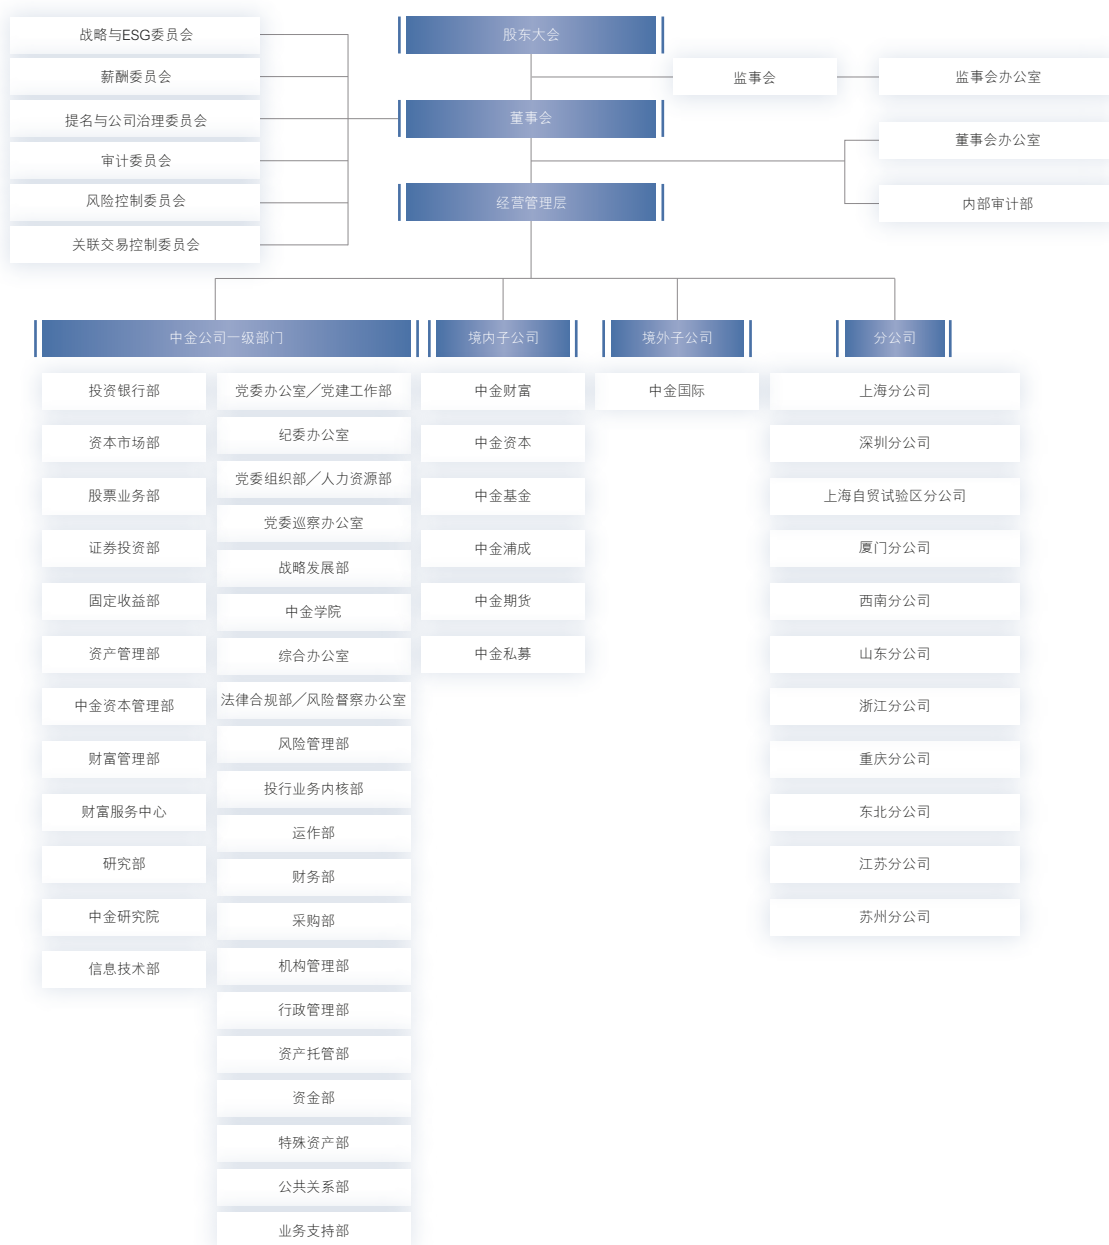 战略与ESG委员会
薪酬委员会
提名与公司治理委员会
审计委员会
风险控制委员会
关联交易控制委员会
股东大会
监事会
监事会办公室
董事会
董事会办公室
内部审计部
经营管理层
中金公司一级部门
投资银行部
资本市场部
股票业务部
证券投资部
固定收益部
资产管理部
中金资本管理部
财富管理部
财富服务中心
研究部
中金研究院
信息技术部
党委办公室／党建工作部
纪委办公室
党委组织部／人力资源部
党委巡察办公室
战略发展部
中金学院
综合办公室
法律合规部／风险督察办公室
风险管理部
投行业务内核部
运作部
财务部
采购部
机构管理部
行政管理部
资产托管部
资金部
特殊资产部
公共关系部
业务支持部
境内子公司
中金财富
中金资本
中金基金
中金浦成
中金期货
中金私募
境外子公司
中金国际
分公司
上海分公司
深圳分公司
上海自贸试验区分公司
厦门分公司
西南分公司
山东分公司
浙江分公司
重庆分公司
东北分公司
江苏分公司
苏州分公司